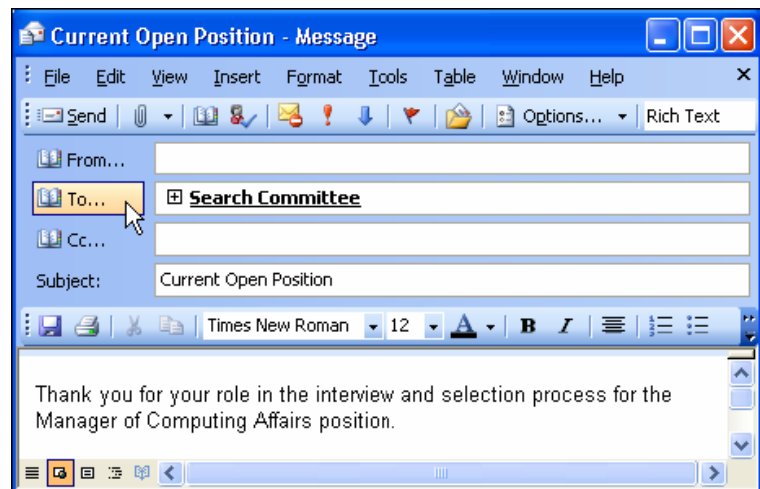 Current Open Position - Message
File Edit View Insert Format Tools Table Window Help
Send Options... Rich Text
From...
To... Search Committee
Cc...
Subject: Current Open Position
Times New Roman 12 A B I
Thank you for your role in the interview and selection process for the
Manager of Computing Affairs position.